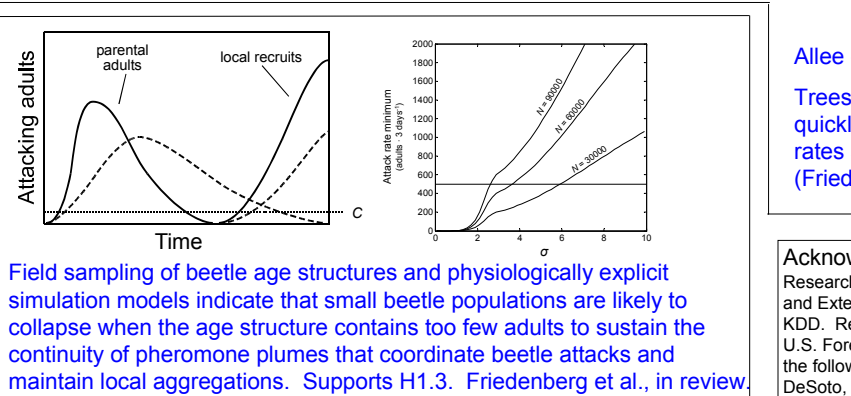 parental
adults
local recruits
Attacking adults
C
Time
2000
1800
1600
1400
1200
1000
800
600
400
200
0
Attack rate minimum
(adults · 3 days⁻¹)
N = 90000
N = 60000
N = 30000
0 2 4 6 8 10
σ
Field sampling of beetle age structures and physiologically explicit
simulation models indicate that small beetle populations are likely to
collapse when the age structure contains too few adults to sustain the
continuity of pheromone plumes that coordinate beetle attacks and
maintain local aggregations. Supports H1.3. Friedenberg et al., in review.
Allee
Trees
quickl
rates
(Fried
Acknow
Research
and Exte
KDD. Re
U.S. Fore
the follow
DeSoto,